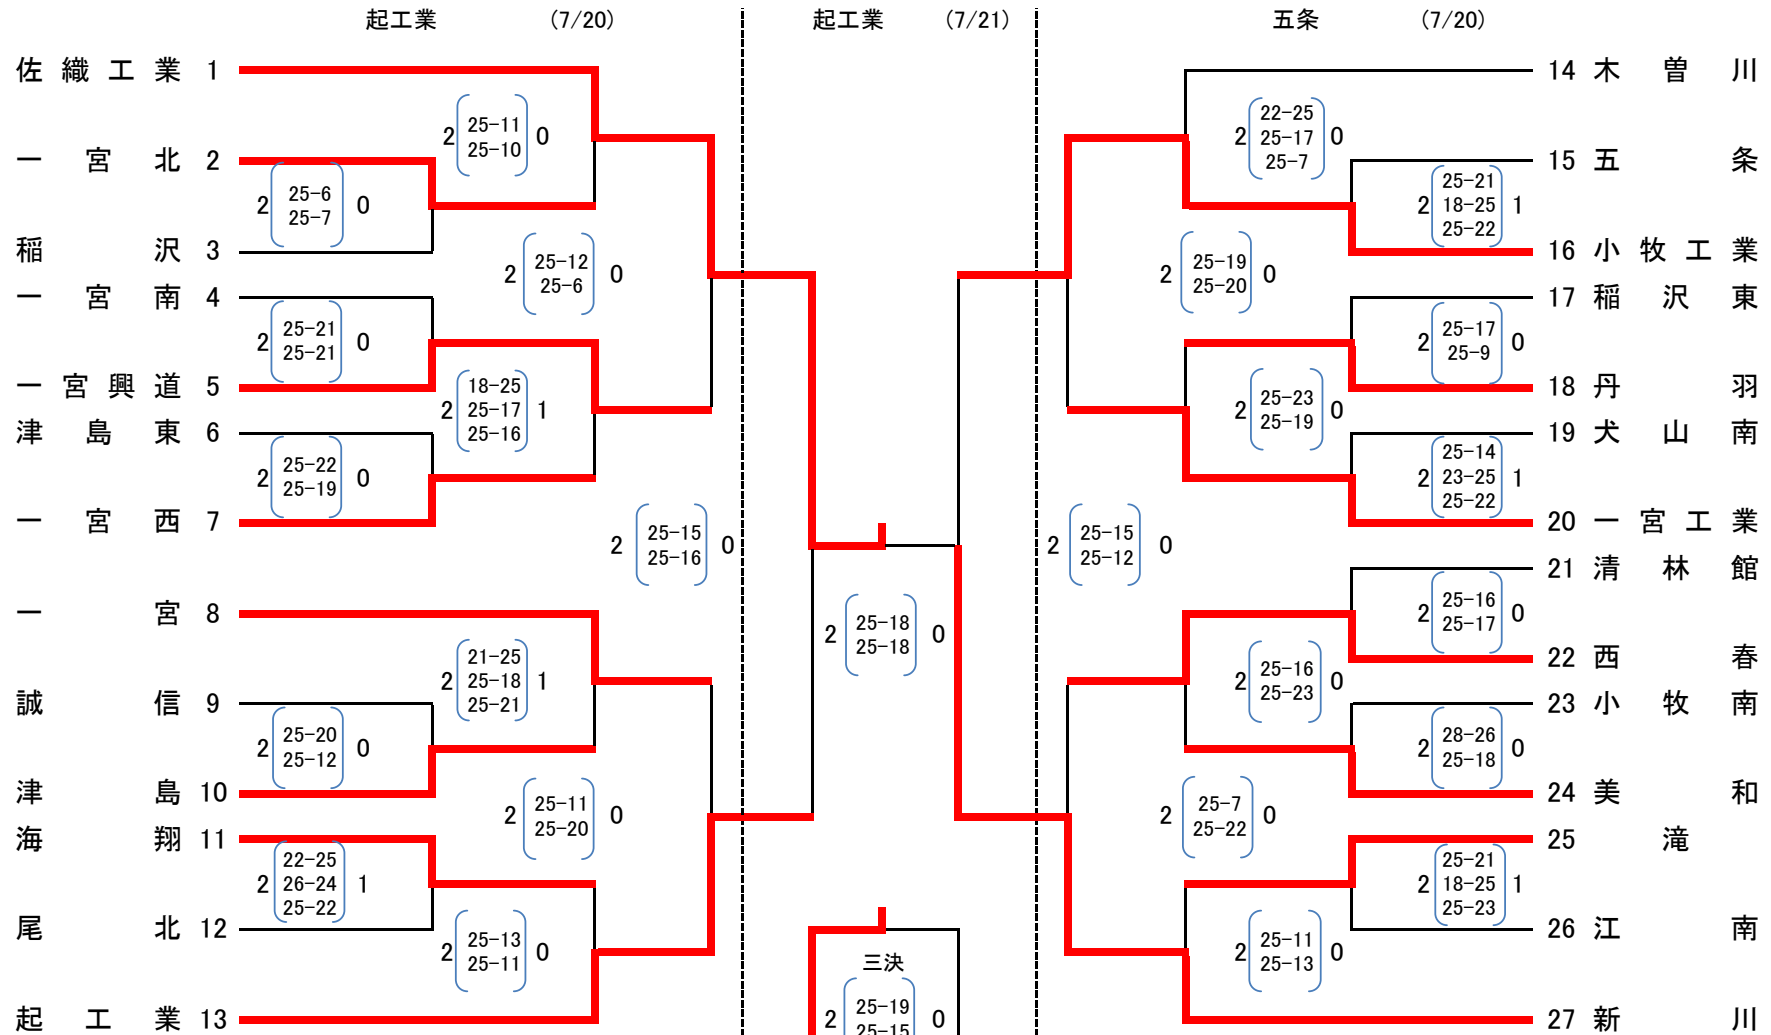 起工業 (7/20) 起工業 (7/21) 五条 (7/20)
佐織工業 1
2 25-11 0
25-10
一宮北 2
2 25-6 0
25-7
稲沢 3
2 25-12 0
25-6
一宮南 4
2 25-21 0
25-21
一宮興道 5
18-25
2 25-17 1
25-16
津島東 6
2 25-22 0
25-19
一宮西 7
2 25-15 0
25-16
一宮 8
21-25
2 25-18 1
25-21
誠信 9
2 25-20 0
25-12
津島 10
2 25-11 0
25-20
海翔 11
22-25
2 26-24 1
25-22
尾北 12
2 25-13 0
25-11
起工業 13
2 25-18 0
25-18
三決
2 25-19 0
25-15
14 木曽川
22-25
2 25-17 0
25-7
15 五条
25-21
2 18-25 1
25-22
16 小牧工業
2 25-19 0
25-20
17 稲沢東
2 25-17 0
25-9
18 丹羽
2 25-23 0
25-19
19 犬山南
25-14
2 23-25 1
25-22
20 一宮工業
2 25-15 0
25-12
21 清林館
2 25-16 0
25-17
22 西春
2 25-16 0
25-23
23 小牧南
2 28-26 0
25-18
24 美和
2 25-7 0
25-22
25 滝
25-21
2 18-25 1
25-23
26 江南
2 25-11 0
25-13
27 新川